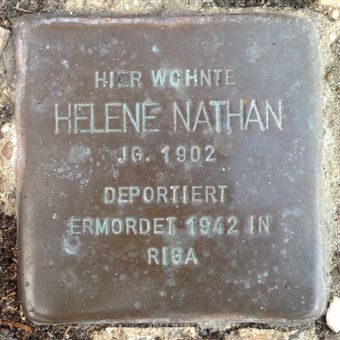 HIER WOHNTE
HELENE NATHAN
JG. 1902
DEPORTIERT
ERMORDET 1942 IN
RIGA